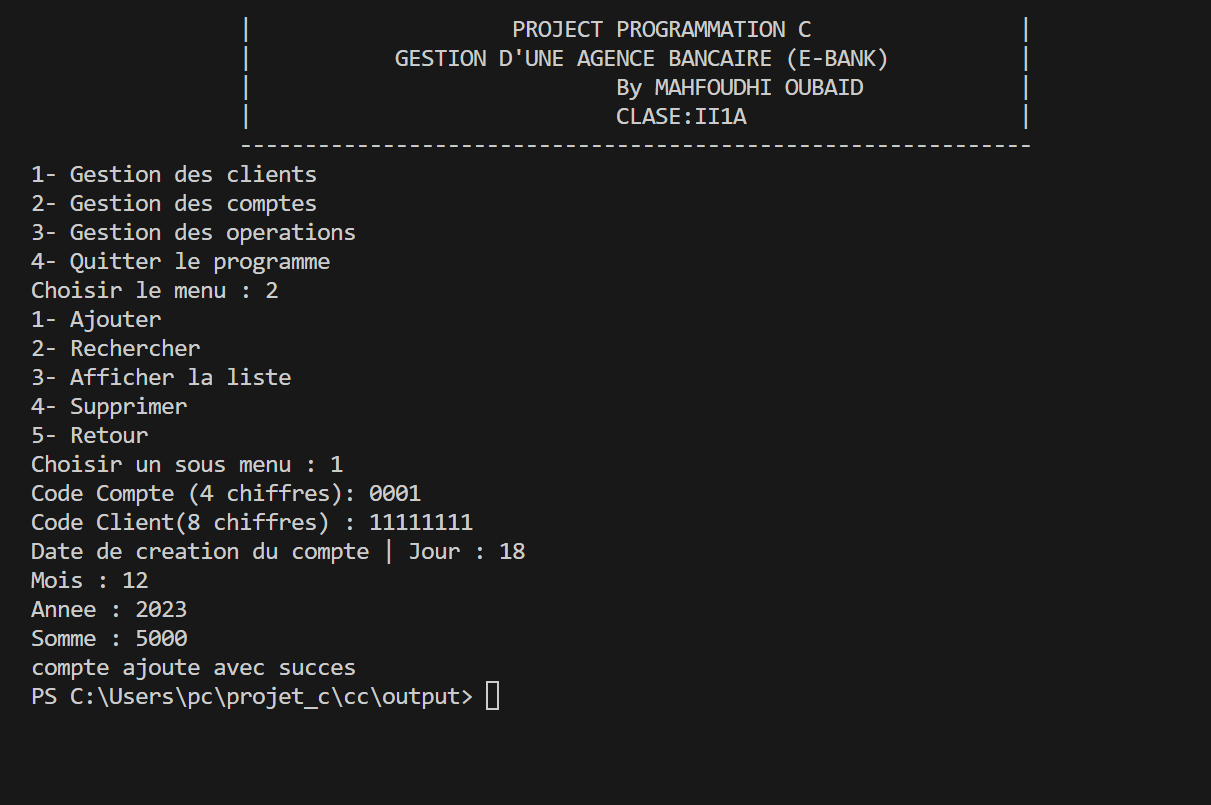 | PROJECT PROGRAMMATION C |
| GESTION D'UNE AGENCE BANCAIRE (E-BANK) |
| By MAHFOUDHI OUBAID |
| CLASE:II1A |
-------------------------------------------------------------
1- Gestion des clients
2- Gestion des comptes
3- Gestion des operations
4- Quitter le programme
Choisir le menu : 2
1- Ajouter
2- Rechercher
3- Afficher la liste
4- Supprimer
5- Retour
Choisir un sous menu : 1
Code Compte (4 chiffres): 0001
Code Client(8 chiffres) : 11111111
Date de creation du compte | Jour : 18
Mois : 12
Annee : 2023
Somme : 5000
compte ajoute avec succes
PS C:\Users\pc\projet_c\cc\output>